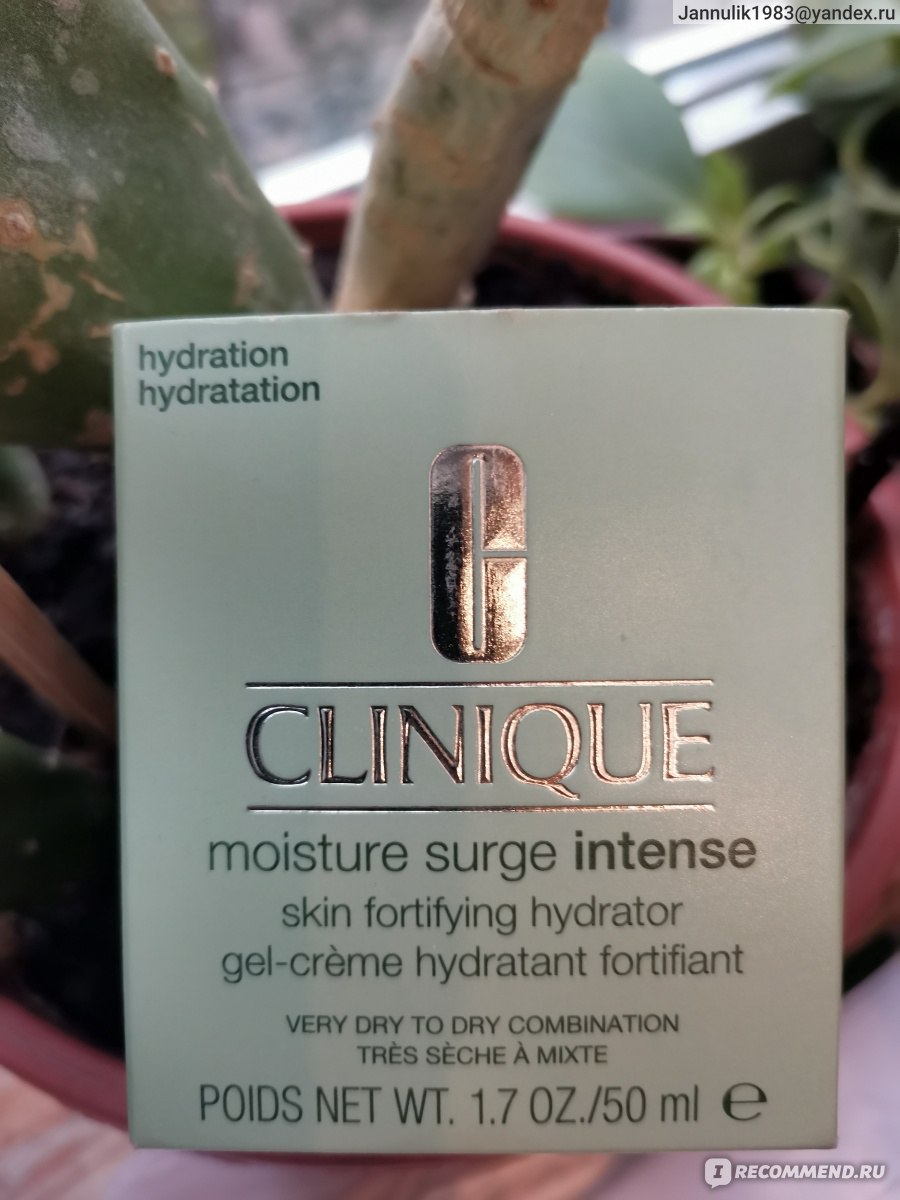 Jannulik1983@yandex.ru
hydration
hydratation
CLINIQUE
moisture surge intense
skin fortifying hydrator
gel-crème hydratant fortifiant
VERY DRY TO DRY COMBINATION
TRÈS SÈCHE À MIXTE
POIDS NET WT. 1.7 OZ./50 ml ℮
IRECOMMEND.RU